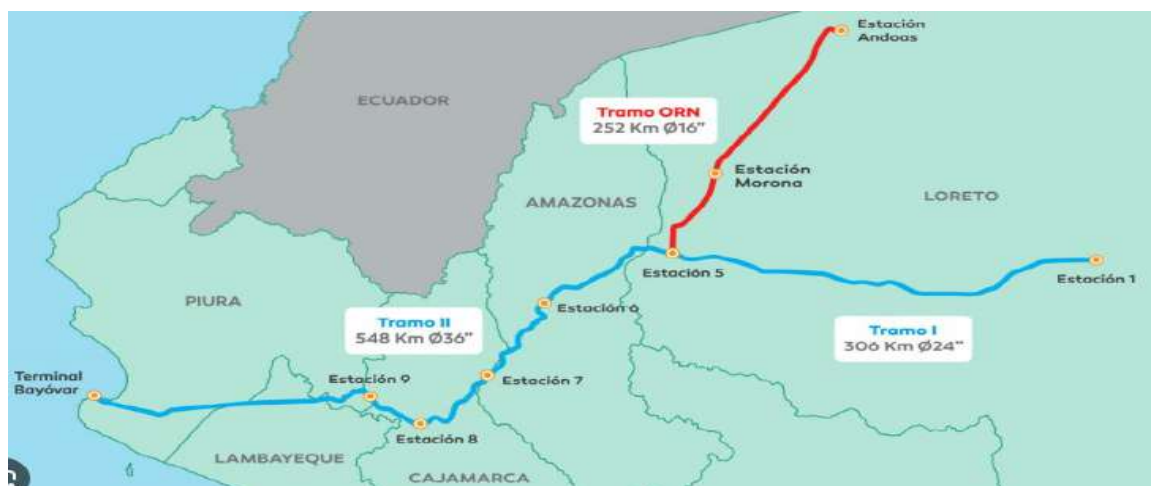 Estación
Andoas
ECUADOR
Tramo ORN
252 Km Ø16”
Estación
Morona
AMAZONAS
LORETO
Estación 5
Estación 1
PIURA
Estación 6
Tramo II
548 Km Ø36”
Tramo I
306 Km Ø24”
Terminal
Bayóvar
Estación 9
Estación 7
Estación 8
LAMBAYEQUE
CAJAMARCA